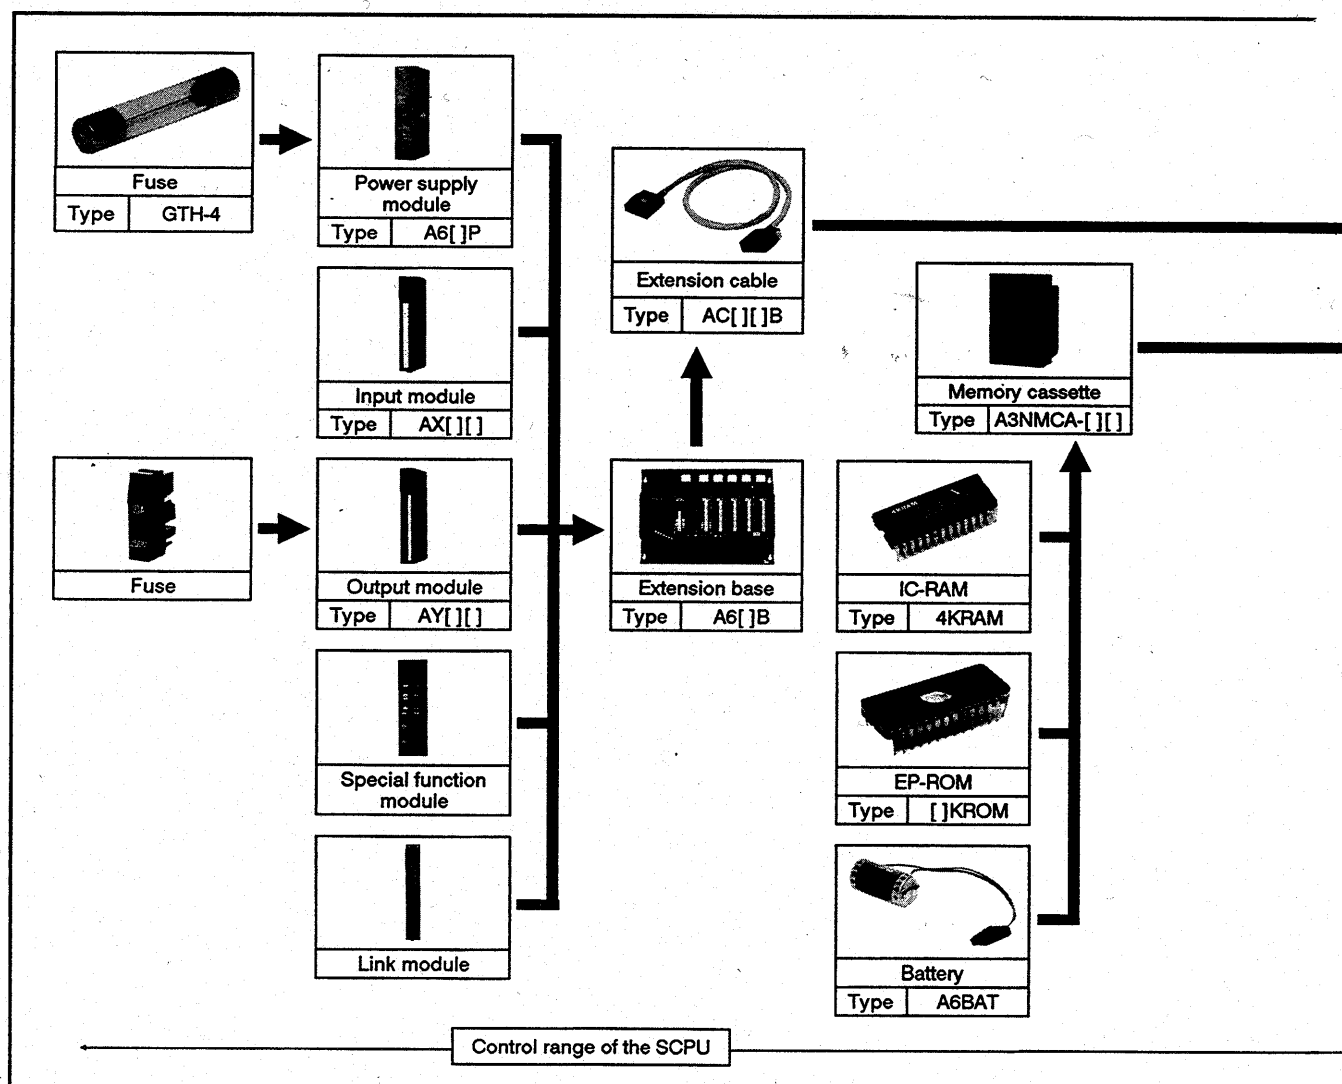 Fuse
Type GTH-4
Power supply
module
Type A6[ ]P
Extension cable
Type AC[ ][ ]B
Input module
Type AX[ ][ ]
Memory cassette
Type A3NMCA-[ ][ ]
Fuse
Output module
Type AY[ ][ ]
Extension base
Type A6[ ]B
4KRAM
IC-RAM
Type 4KRAM
Special function
module
EP-ROM
Type [ ]KROM
Link module
Battery
Type A6BAT
Control range of the SCPU